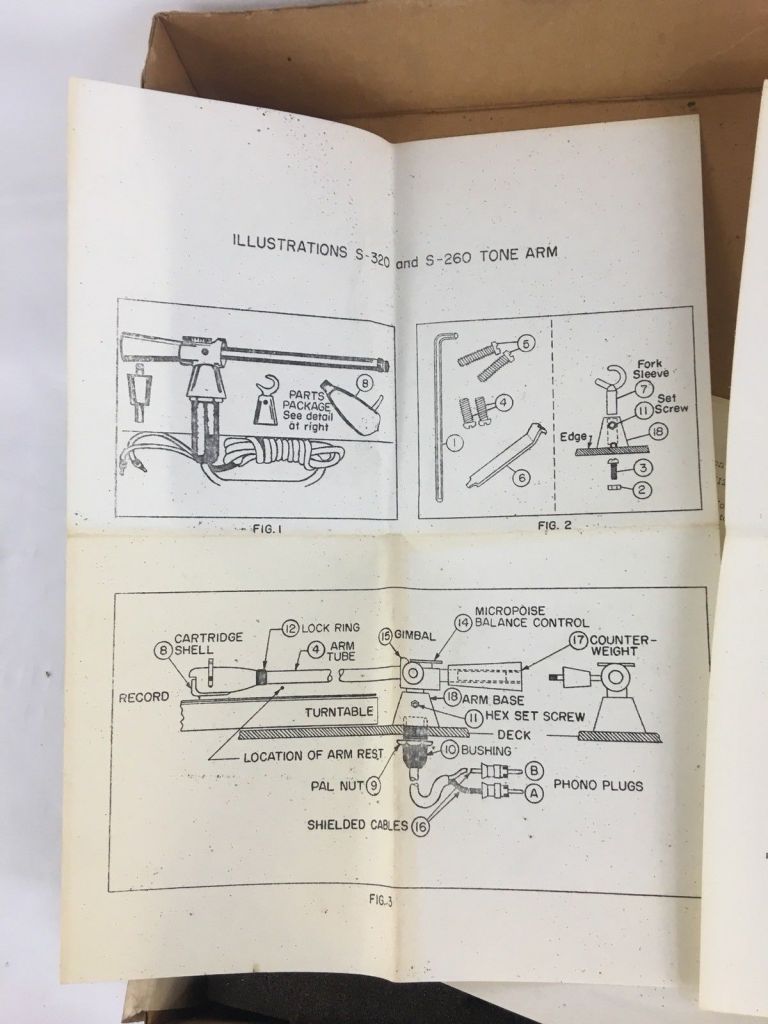 ILLUSTRATIONS S-320 and S-260 TONE ARM
PARTS
PACKAGE
See detail
at right
8
FIG. 1
1
5
4
6
Fork
Sleeve
7
Set
11 Screw
18
Edge
3
2
FIG. 2
CARTRIDGE
8 SHELL
12 LOCK RING
4 ARM
TUBE
15 GIMBAL
MICROPOISE
14 BALANCE CONTROL
17 COUNTER-
WEIGHT
RECORD
TURNTABLE
18 ARM BASE
11 HEX SET SCREW
DECK
LOCATION OF ARM REST
10 BUSHING
PAL NUT 9
B
A
PHONO PLUGS
SHIELDED CABLES 16
FIG. 3